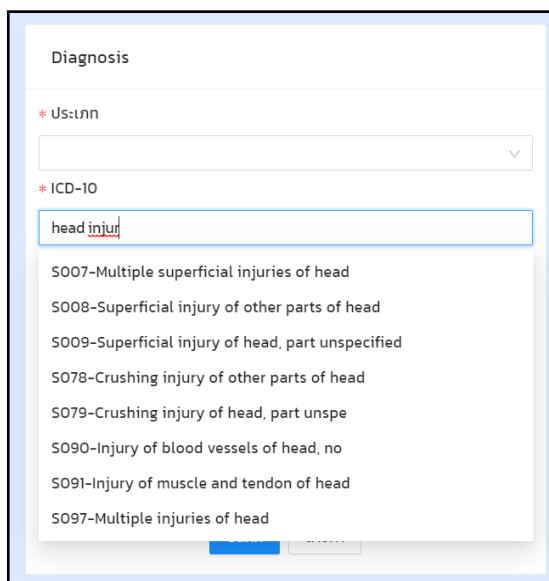 Diagnosis
* ประเภท
* ICD-10
head injur
S007-Multiple superficial injuries of head
S008-Superficial injury of other parts of head
S009-Superficial injury of head, part unspecified
S078-Crushing injury of other parts of head
S079-Crushing injury of head, part unspe
S090-Injury of blood vessels of head, no
S091-Injury of muscle and tendon of head
S097-Multiple injuries of head